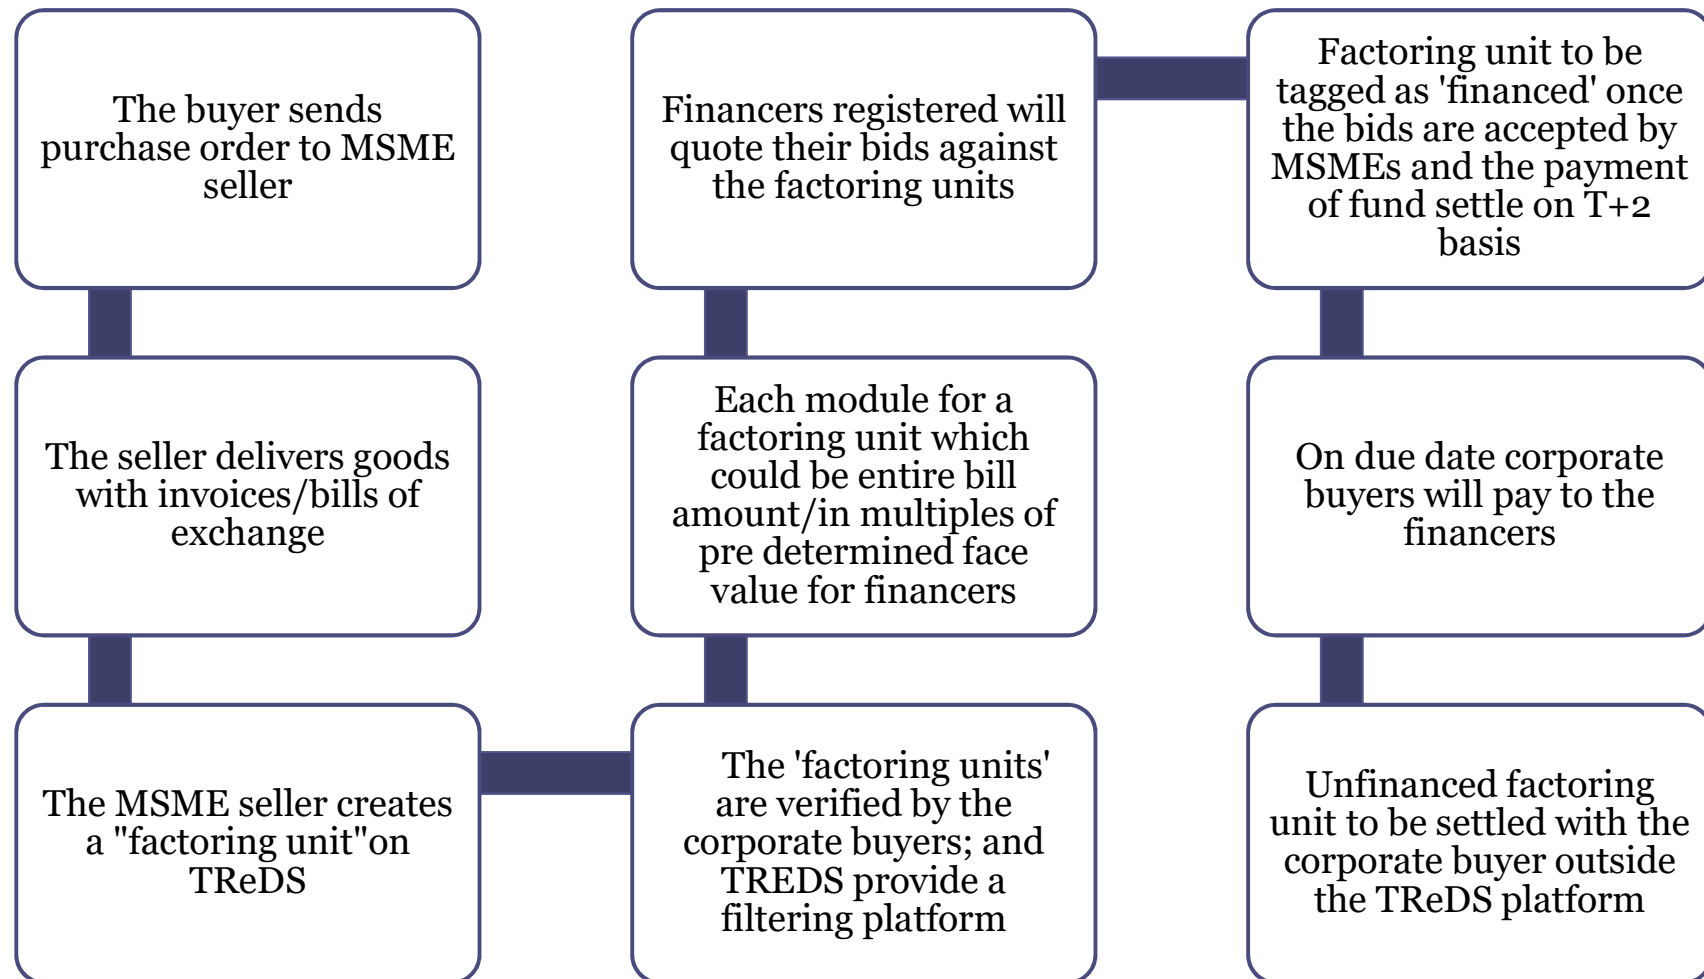 The buyer sends
purchase order to MSME
seller
The seller delivers goods
with invoices/bills of
exchange
The MSME seller creates
a "factoring unit"on
TReDS
The 'factoring units'
are verified by the
corporate buyers; and
TREDS provide a
filtering platform
Each module for a
factoring unit which
could be entire bill
amount/in multiples of
pre determined face
value for financers
Financers registered will
quote their bids against
the factoring units
Factoring unit to be
tagged as 'financed' once
the bids are accepted by
MSMEs and the payment
of fund settle on T+2
basis
On due date corporate
buyers will pay to the
financers
Unfinanced factoring
unit to be settled with the
corporate buyer outside
the TReDS platform